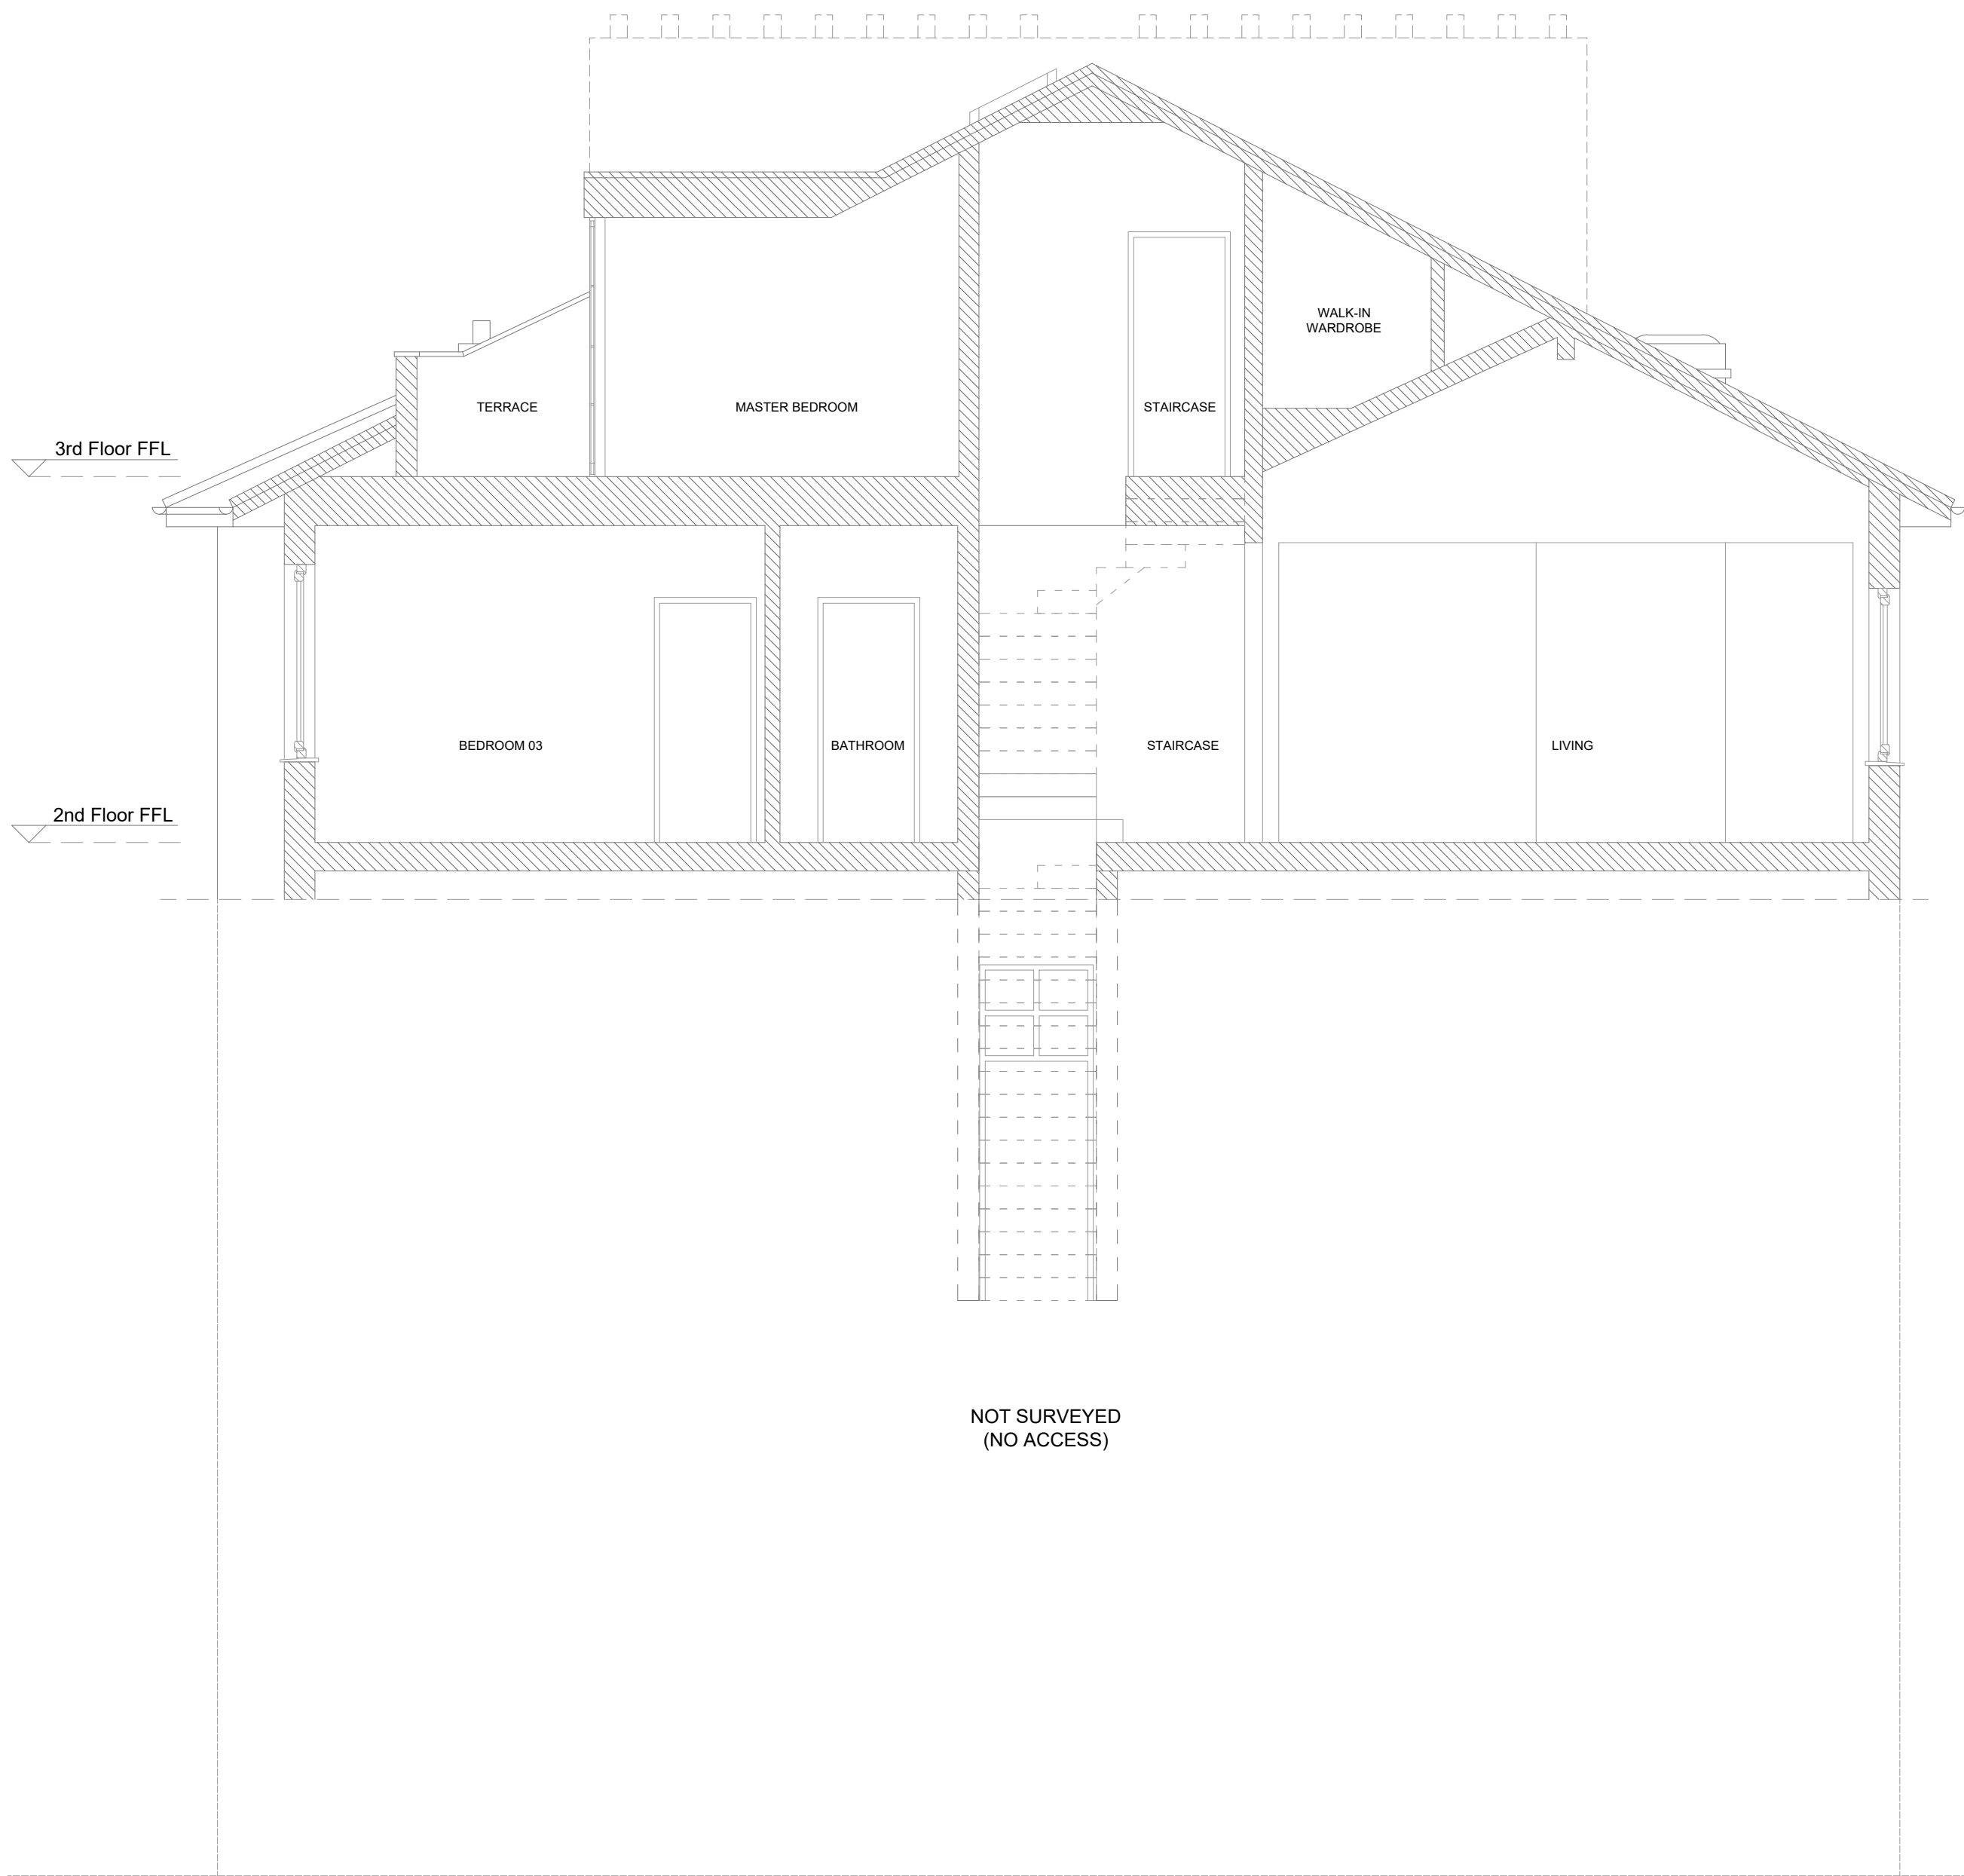 WALK-IN
WARDROBE
TERRACE
MASTER BEDROOM
STAIRCASE
3rd Floor FFL
BEDROOM 03
BATHROOM
STAIRCASE
LIVING
2nd Floor FFL
NOT SURVEYED
(NO ACCESS)